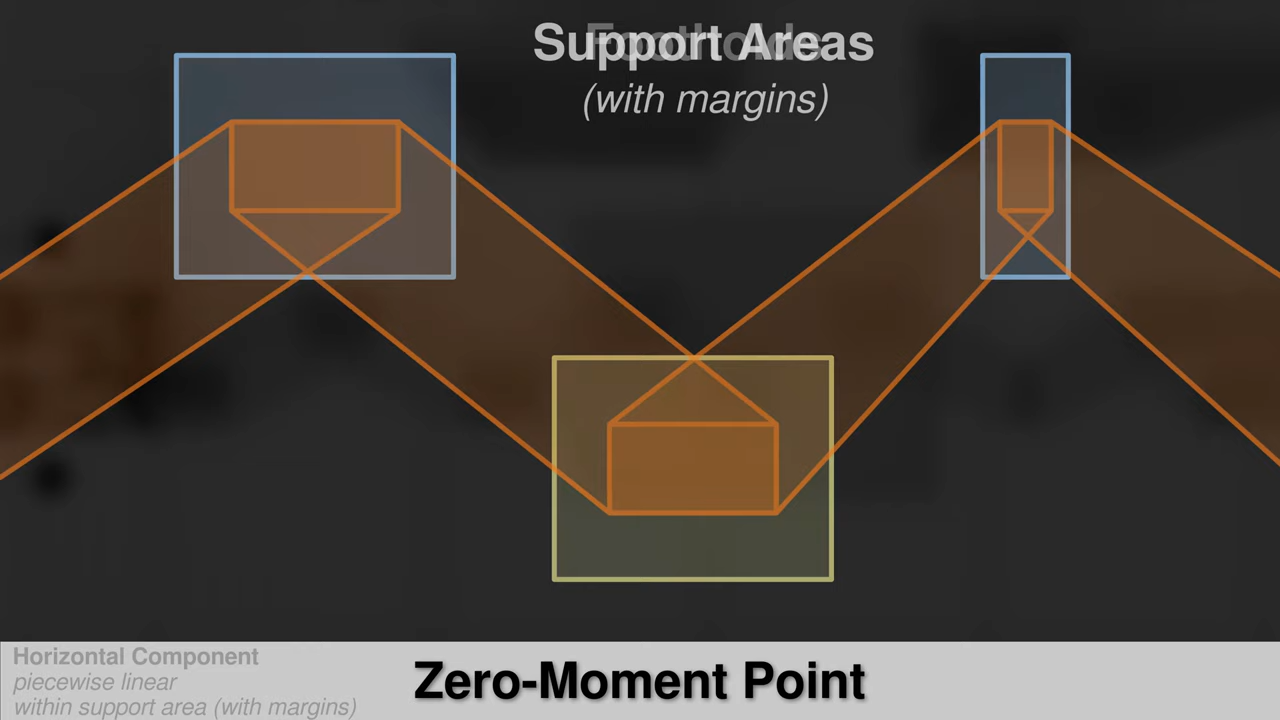 Support Areas
(with margins)
Horizontal Component
piecewise linear
within support area (with margins)
Zero-Moment Point